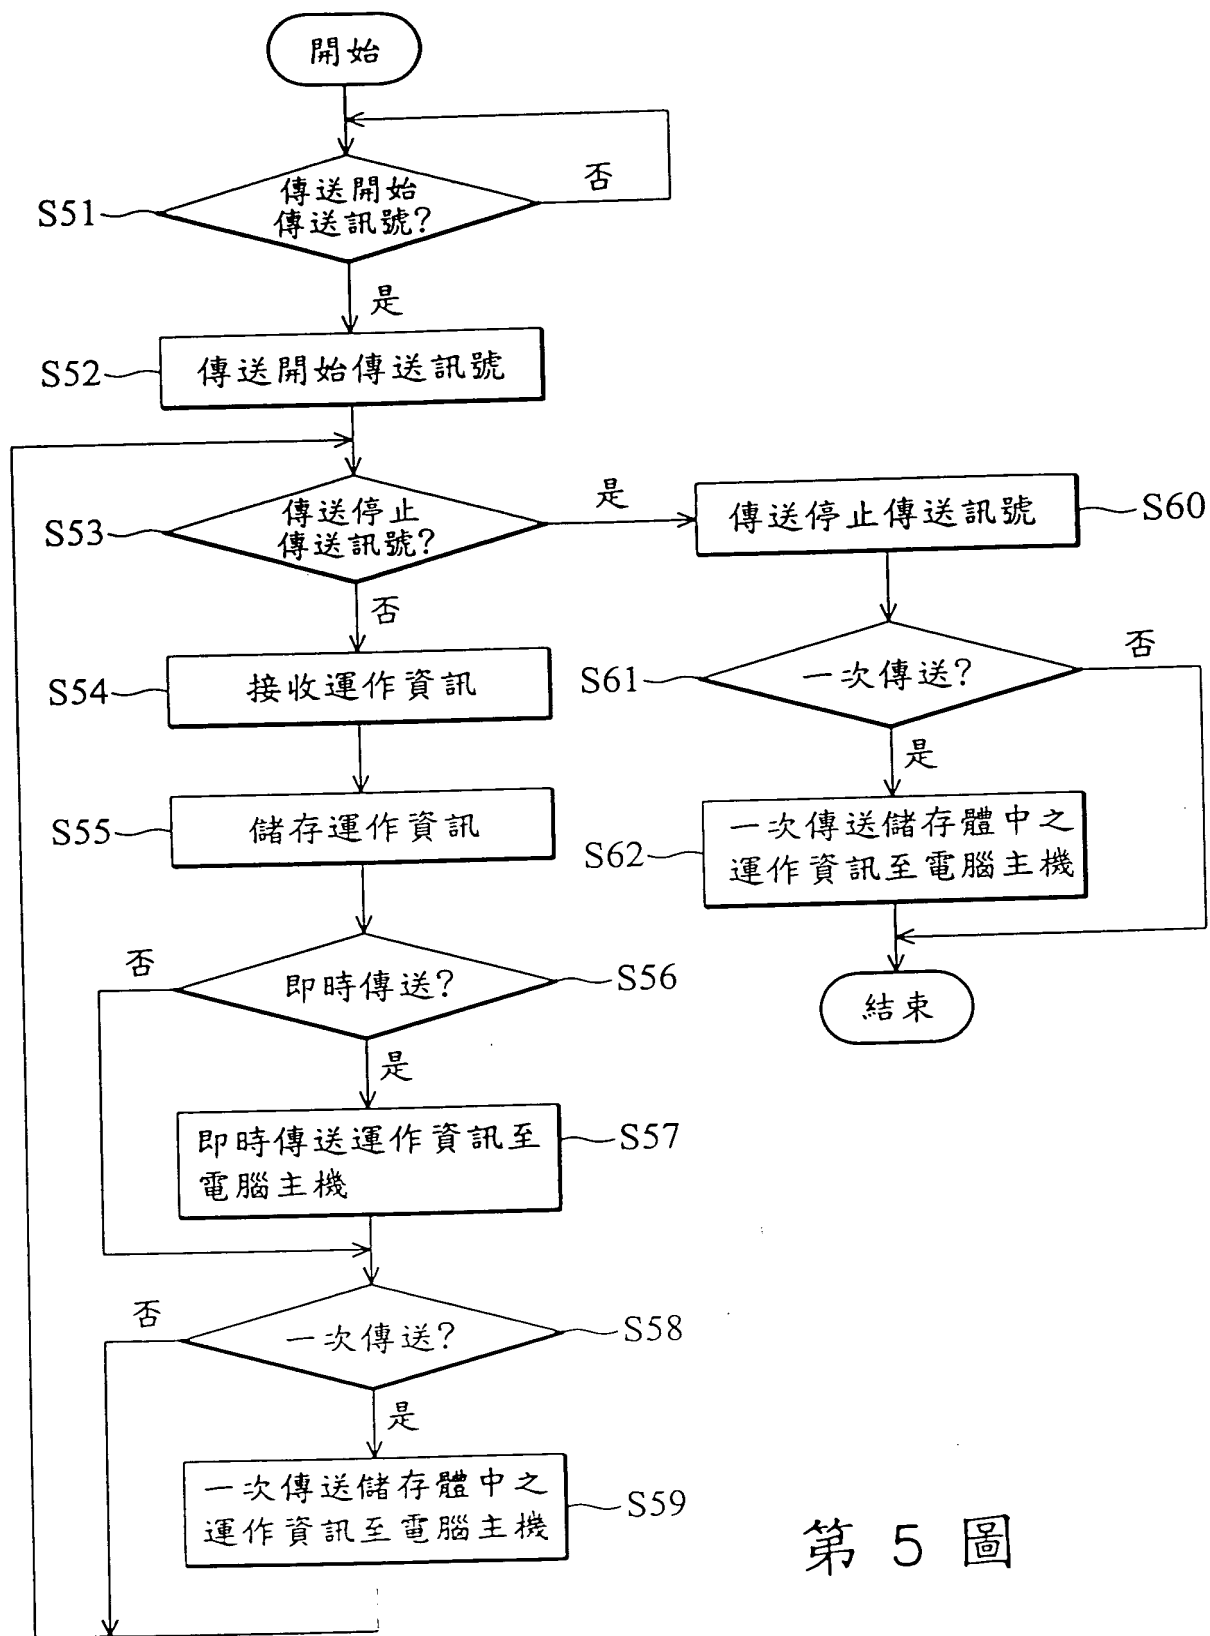 開始
傳送開始
傳送訊號?
否
S51
是
S52
傳送開始傳送訊號
傳送停止
傳送訊號?
S53
是
傳送停止傳送訊號
S60
否
S54
接收運作資訊
S61
一次傳送?
否
是
S55
儲存運作資訊
S62
一次傳送儲存體中之
運作資訊至電腦主機
否
即時傳送?
S56
結束
是
即時傳送運作資訊至
電腦主機
S57
否
一次傳送?
S58
是
一次傳送儲存體中之
運作資訊至電腦主機
S59
第 5 圖